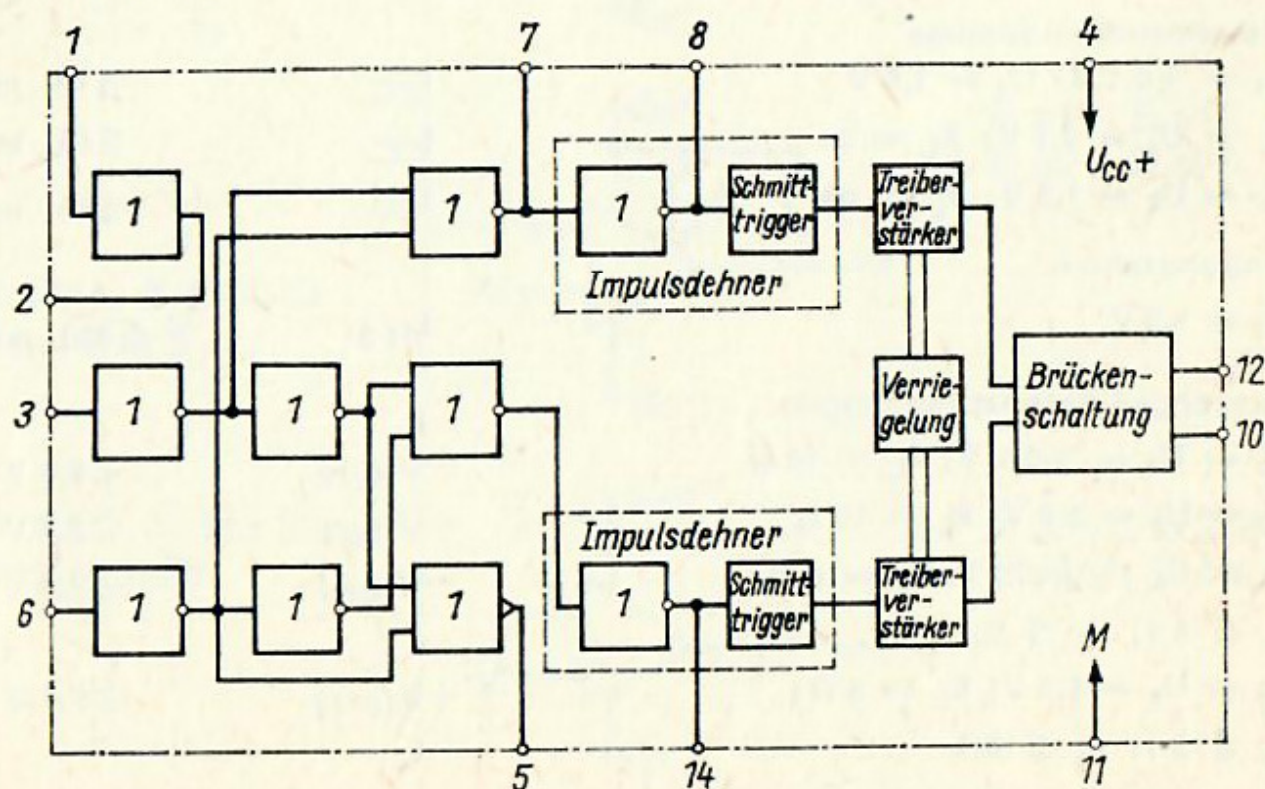 1
7
8
4
U_CC +
1
1
1
Schmitt-
trigger
Treiber-
ver-
stärker
Impulsdehner
2
3
1
1
1
Verrie-
gelung
Brücken-
schaltung
12
10
Impulsdehner
6
1
1
1
1
Schmitt-
trigger
Treiber-
ver-
stärker
M
5
14
11